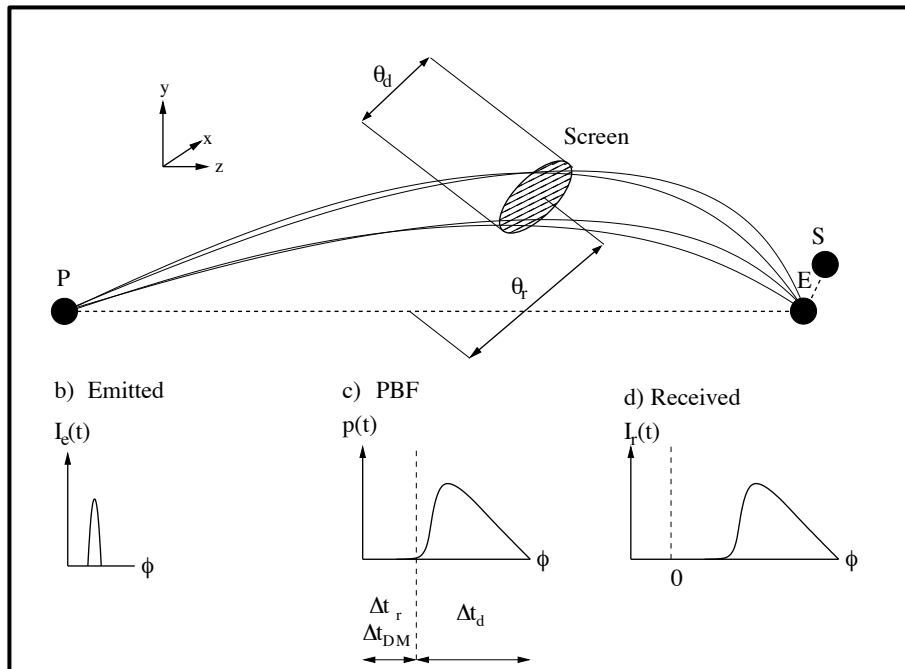 θd
y
x
z
Screen
S
P
E
θr
b) Emitted
c) PBF
d) Received
Ie(t)
p(t)
Ir(t)
ϕ
ϕ
ϕ
0
Δt r
Δtd
ΔtDM